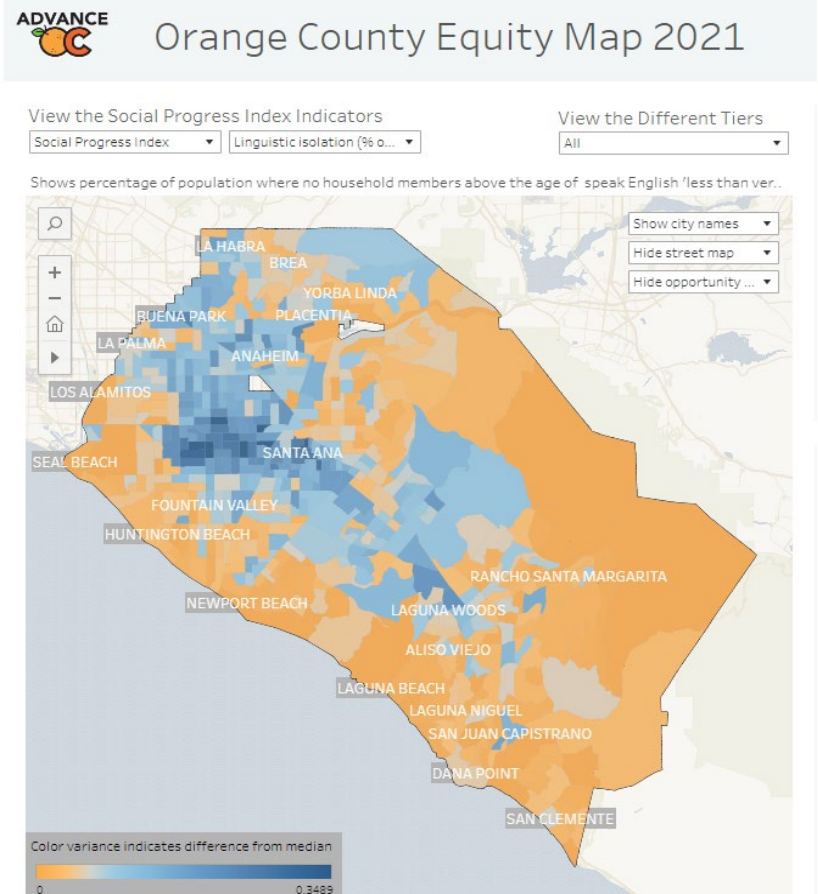 ADVANCE
OC
Orange County Equity Map 2021
View the Social Progress Index Indicators
View the Different Tiers
Social Progress Index
Linguistic isolation (% o...
All
Shows percentage of population where no household members above the age of speak English 'less than ver..
Show city names
Hide street map
Hide opportunity ...
LA HABRA
BREA
YORBA LINDA
BUENA PARK
PLACENTIA
LA PALMA
ANAHEIM
LOS ALAMITOS
SANTA ANA
SEAL BEACH
FOUNTAIN VALLEY
HUNTINGTON BEACH
RANCHO SANTA MARGARITA
NEWPORT BEACH
LAGUNA WOODS
ALISO VIEJO
LAGUNA BEACH
LAGUNA NIGUEL
SAN JUAN CAPISTRANO
DANA POINT
SAN CLEMENTE
Color variance indicates difference from median
0
0.3489